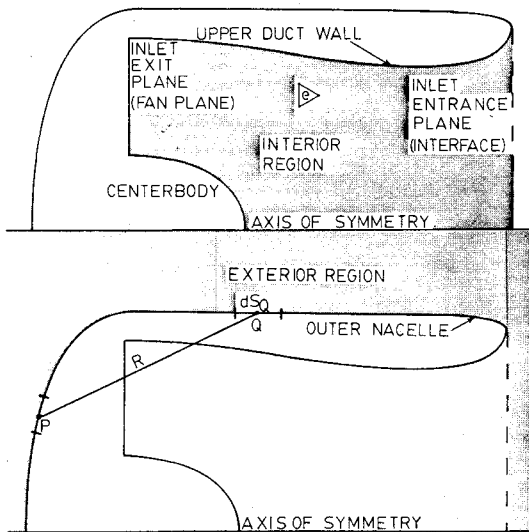 UPPER DUCT WALL
INLET
EXIT
PLANE
(FAN PLANE)
e
INLET
ENTRANCE
PLANE
(INTERFACE)
INTERIOR
REGION
CENTERBODY
AXIS OF SYMMETRY
EXTERIOR REGION
dSQ
Q
OUTER NACELLE
R
P
AXIS OF SYMMETRY